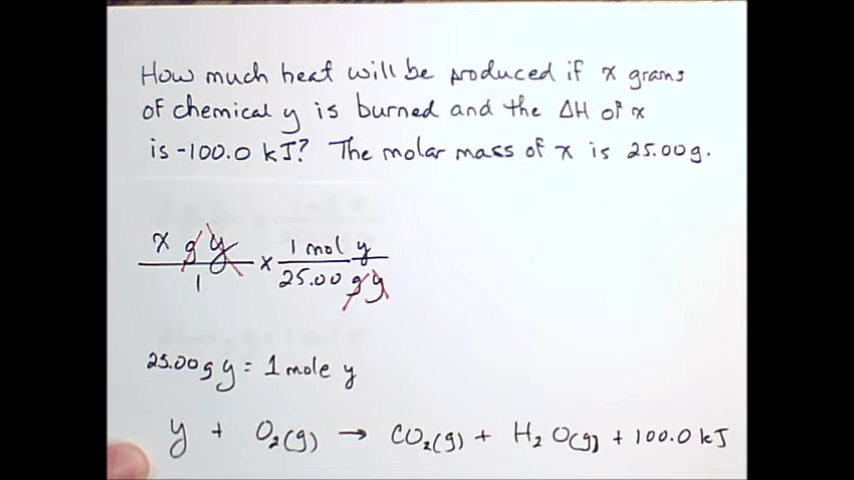 How much heat will be produced if x grams
of chemical y is burned and the ΔH of x
is -100.0 kJ? The molar mass of x is 25.00g.
x g y / 1 x 1 mol y / 25.00 g y
25.00g y = 1 mole y
y + O₂(g) → CO₂(g) + H₂O(g) + 100.0 kJ